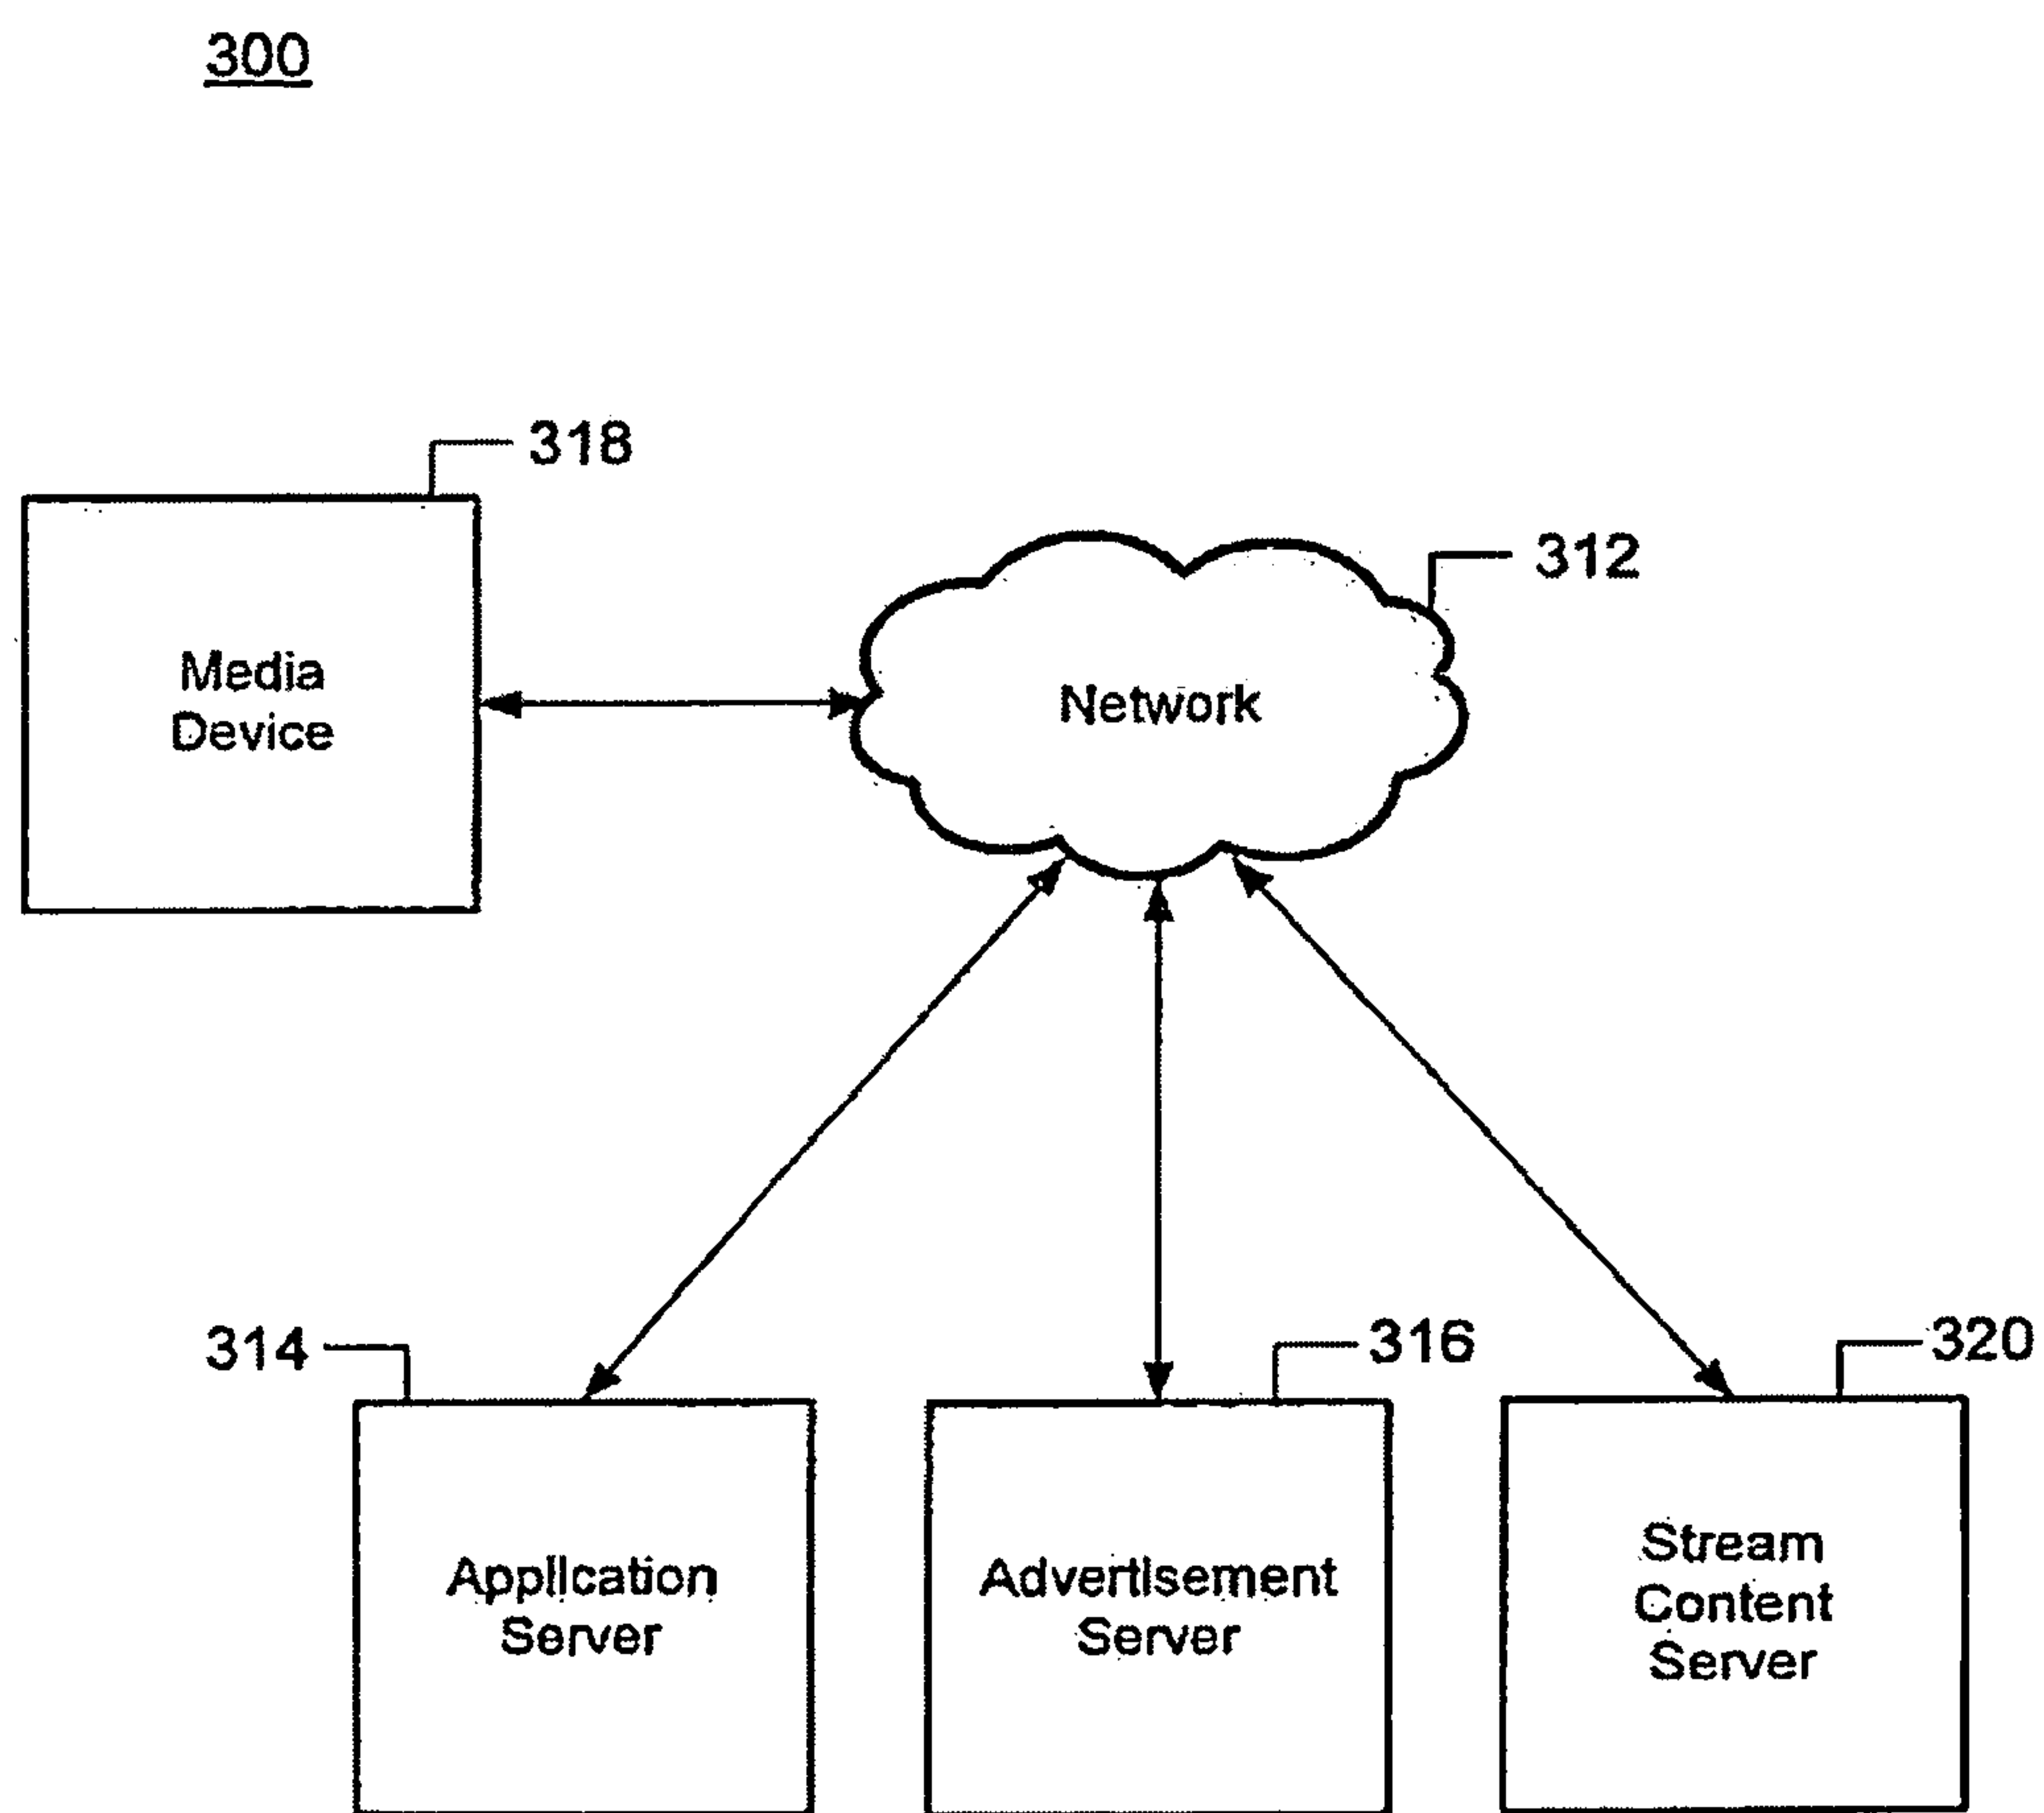 300
318
312
Media
Device
Network
314
316
320
Application
Server
Advertisement
Server
Stream
Content
Server